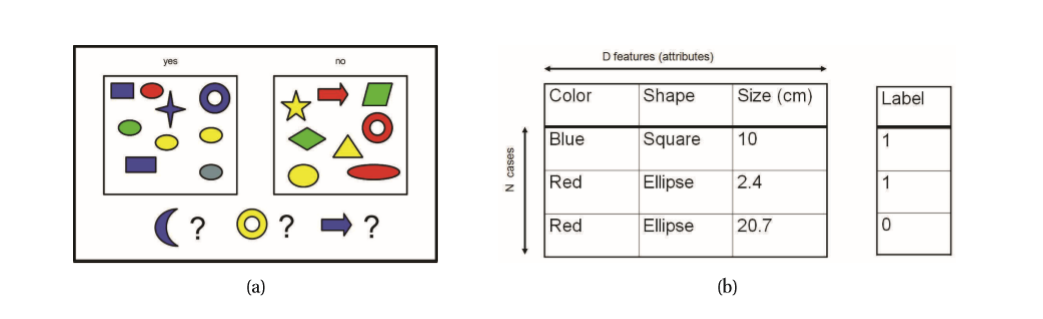 yes
no
? ? ?
(a)
D features (attributes)
N cases
Color Shape Size (cm)
Blue Square 10
Red Ellipse 2.4
Red Ellipse 20.7
Label
1
1
0
(b)